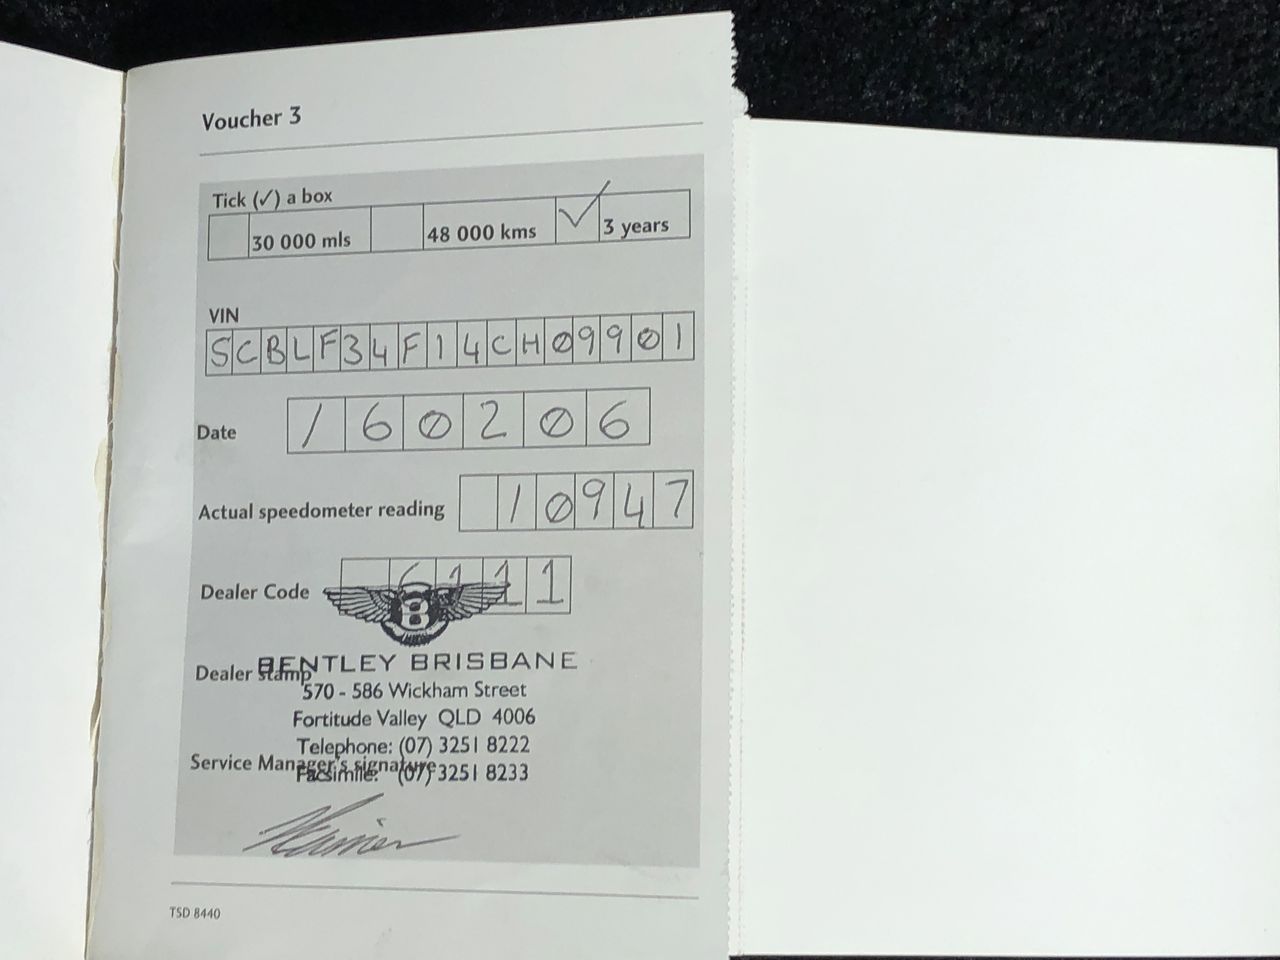 Voucher 3
Tick (✓) a box
30 000 mls 48 000 kms ✓ 3 years
VIN
SCBLF34F14CH09901
Date 160206
Actual speedometer reading 10947
Dealer Code 6111
B
BENTLEY BRISBANE
Dealer stamp
570 - 586 Wickham Street
Fortitude Valley QLD 4006
Telephone: (07) 3251 8222
Service Manager's signature
Facsimile: (07) 3251 8233
TSD 8440